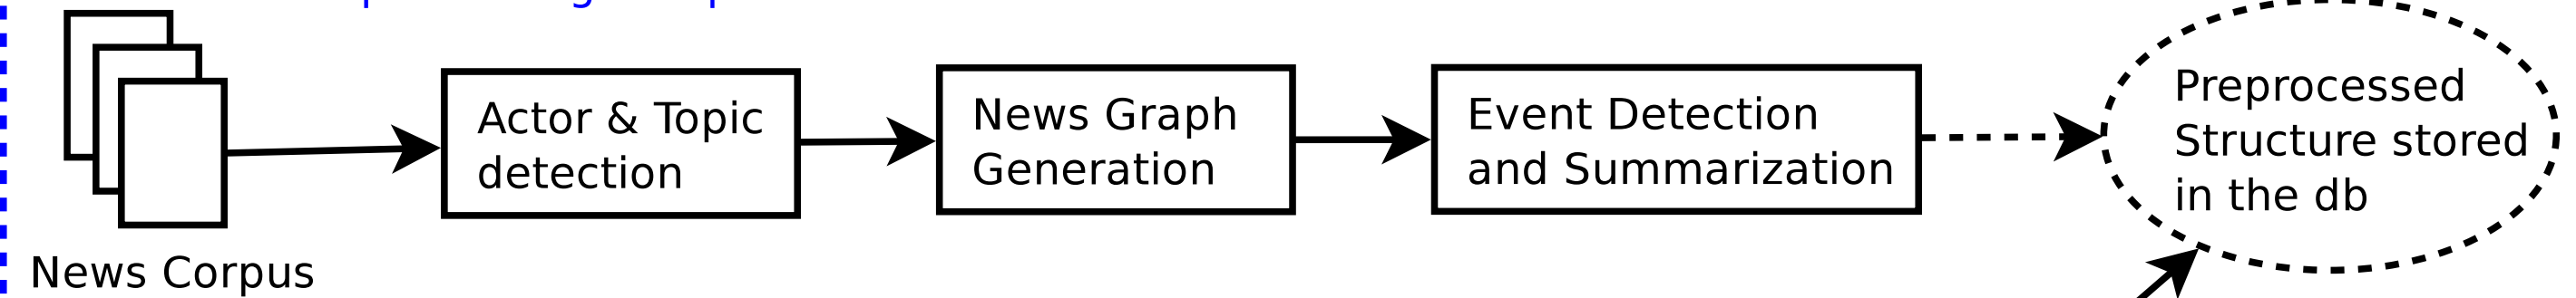 Actor & Topic
detection
News Graph
Generation
Event Detection
and Summarization
Preprocessed
Structure stored
in the db
News Corpus